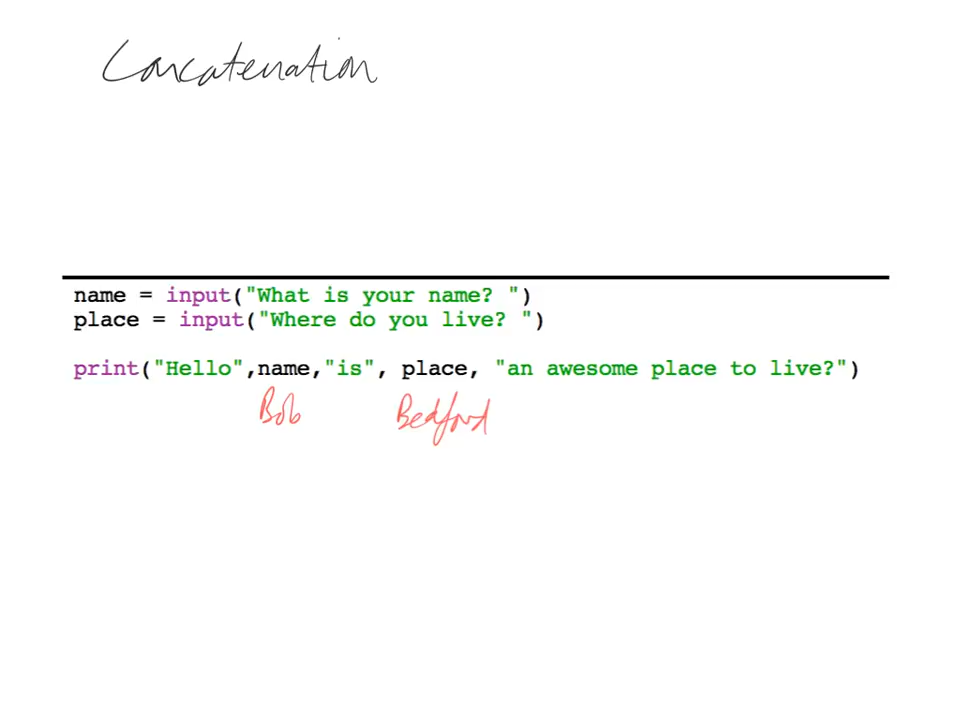 Concatenation
name = input("What is your name? ")
place = input("Where do you live? ")
print("Hello",name,"is", place, "an awesome place to live?")
Bob Bedford